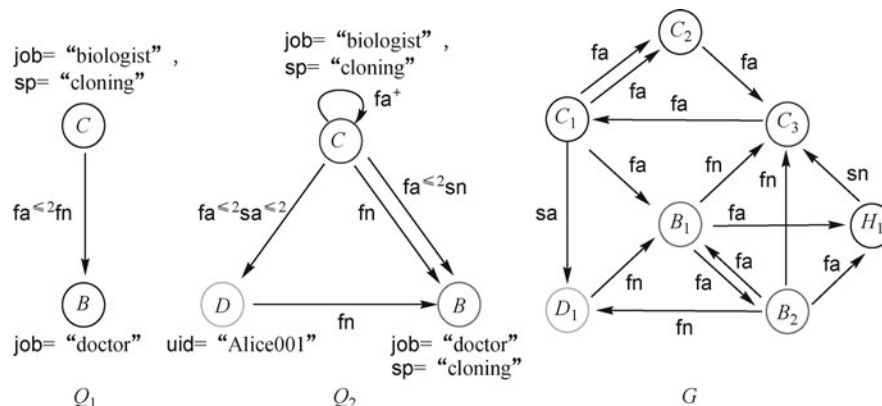 job= “biologist” ,
sp= “cloning”
C
fa≤2fn
B
job= “doctor”
Q1
job= “biologist” ,
sp= “cloning”
fa+
C
fa≤2sa≤2
fn
fa≤2sn
D
fn
B
uid= “Alice001”
job= “doctor”
sp= “cloning”
Q2
C2
fa
fa
fa
fa
C1
C3
fa
fn
fn
sn
sa
B1
fa
H1
fn
fa
fa
fa
D1
fn
B2
G